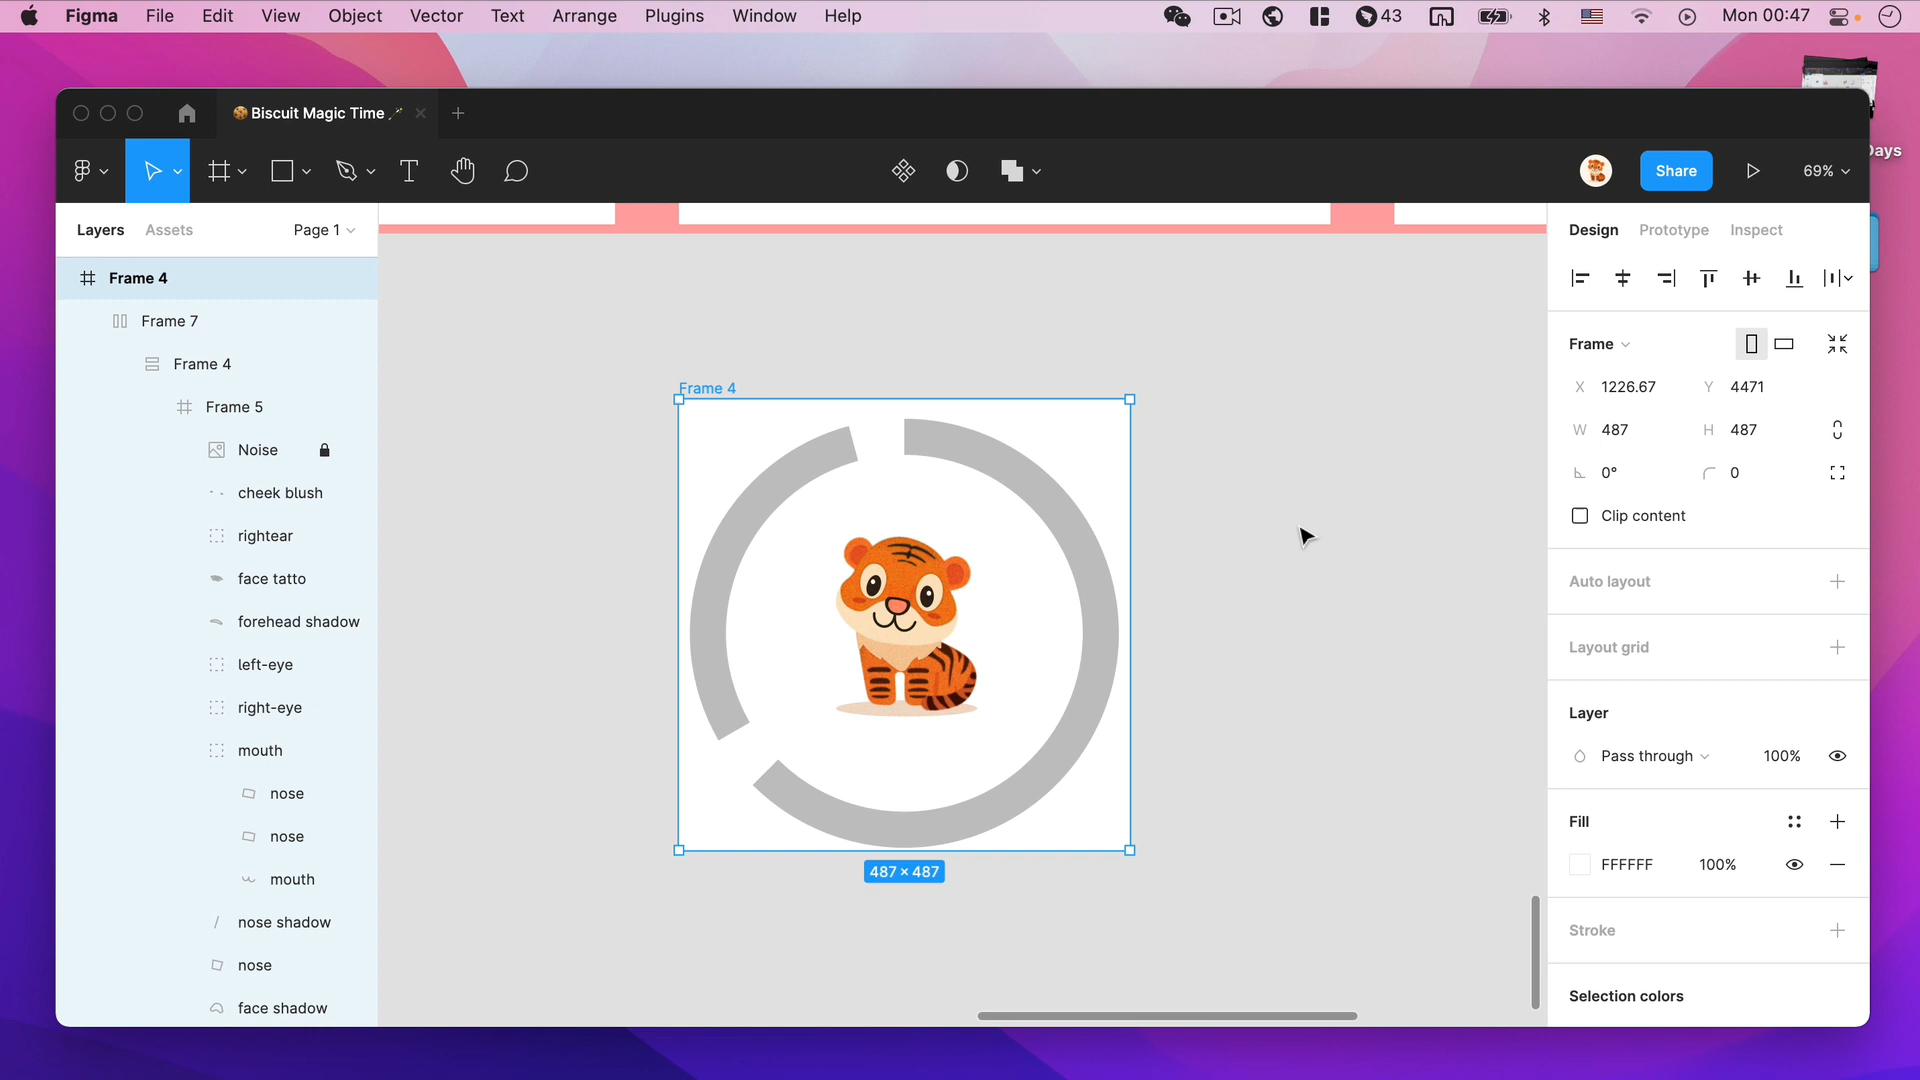 Figma File Edit View Object Vector Text Arrange Plugins Window Help 43 Mon 00:47
Biscuit Magic Time
Days
Share 69%
Layers Assets Page 1
Design Prototype Inspect
Frame 4
Frame 7
Frame 4
Frame 5
Noise
cheek blush
rightear
face tatto
forehead shadow
left-eye
right-eye
mouth
nose
nose
mouth
nose shadow
nose
face shadow
Frame 4
487 × 487
Frame
X 1226.67 Y 4471
W 487 H 487
0° 0
Clip content
Auto layout
Layout grid
Layer
Pass through 100%
Fill
FFFFFF 100%
Stroke
Selection colors